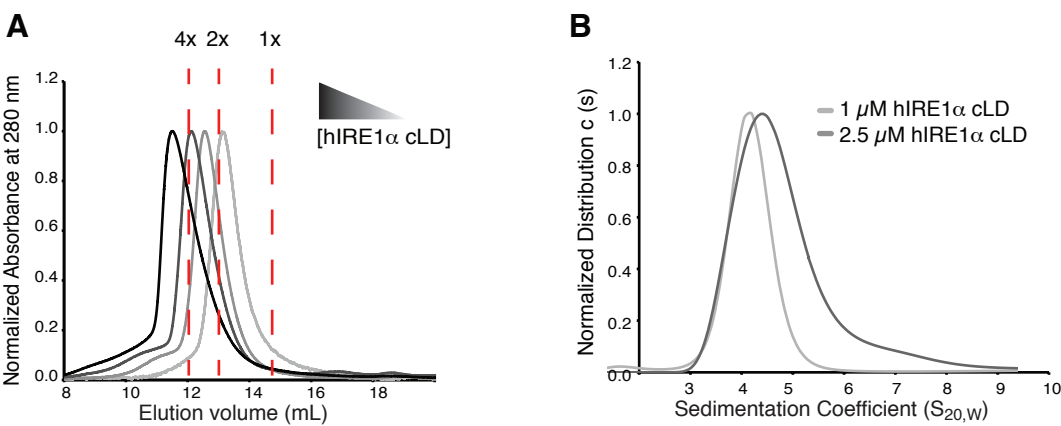 A
4x 2x 1x
[hIRE1α cLD]
Normalized Absorbance at 280 nm
1.2
1.0
0.8
0.6
0.4
0.2
0.0
8 10 12 14 16 18
Elution volume (mL)
B
1 µM hIRE1α cLD
2.5 µM hIRE1α cLD
Normalized Distribution c (s)
1.2
1.0
0.8
0.6
0.4
0.2
0.0
3 4 5 6 7 8 9 10
Sedimentation Coefficient (S20,W)